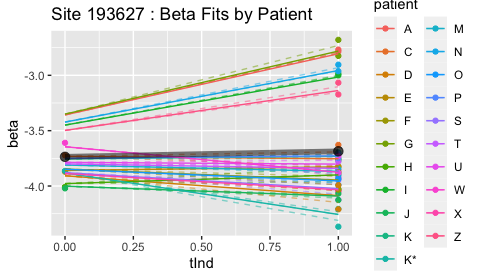 Site 193627 : Beta Fits by Patient
beta
-3.0
-3.5
-4.0
0.00
0.25
0.50
0.75
1.00
tInd
patient
A
C
D
E
F
G
H
I
J
K
K*
M
N
O
P
S
T
U
W
X
Z